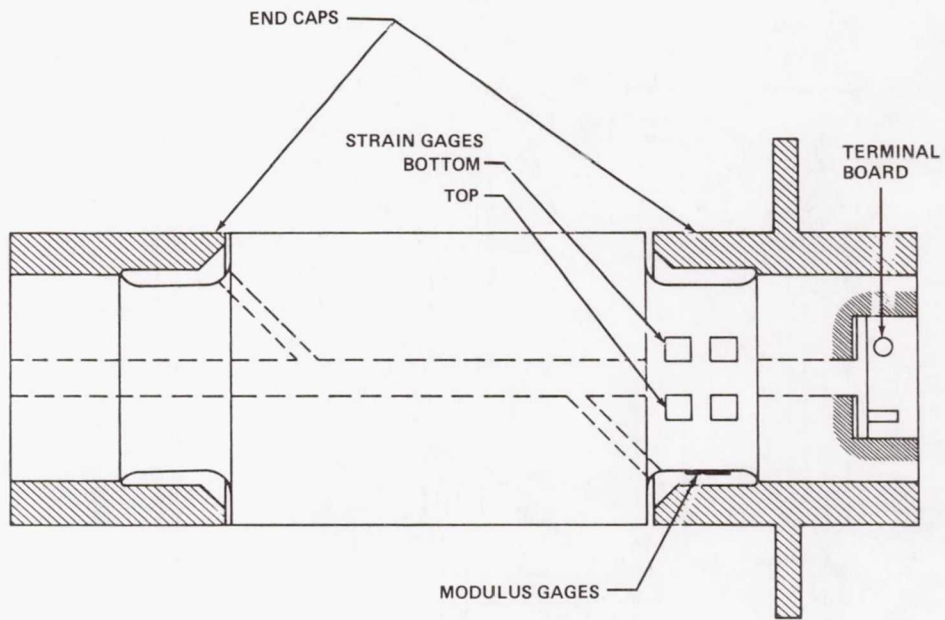 END CAPS
STRAIN GAGES
BOTTOM
TOP
TERMINAL
BOARD
MODULUS GAGES